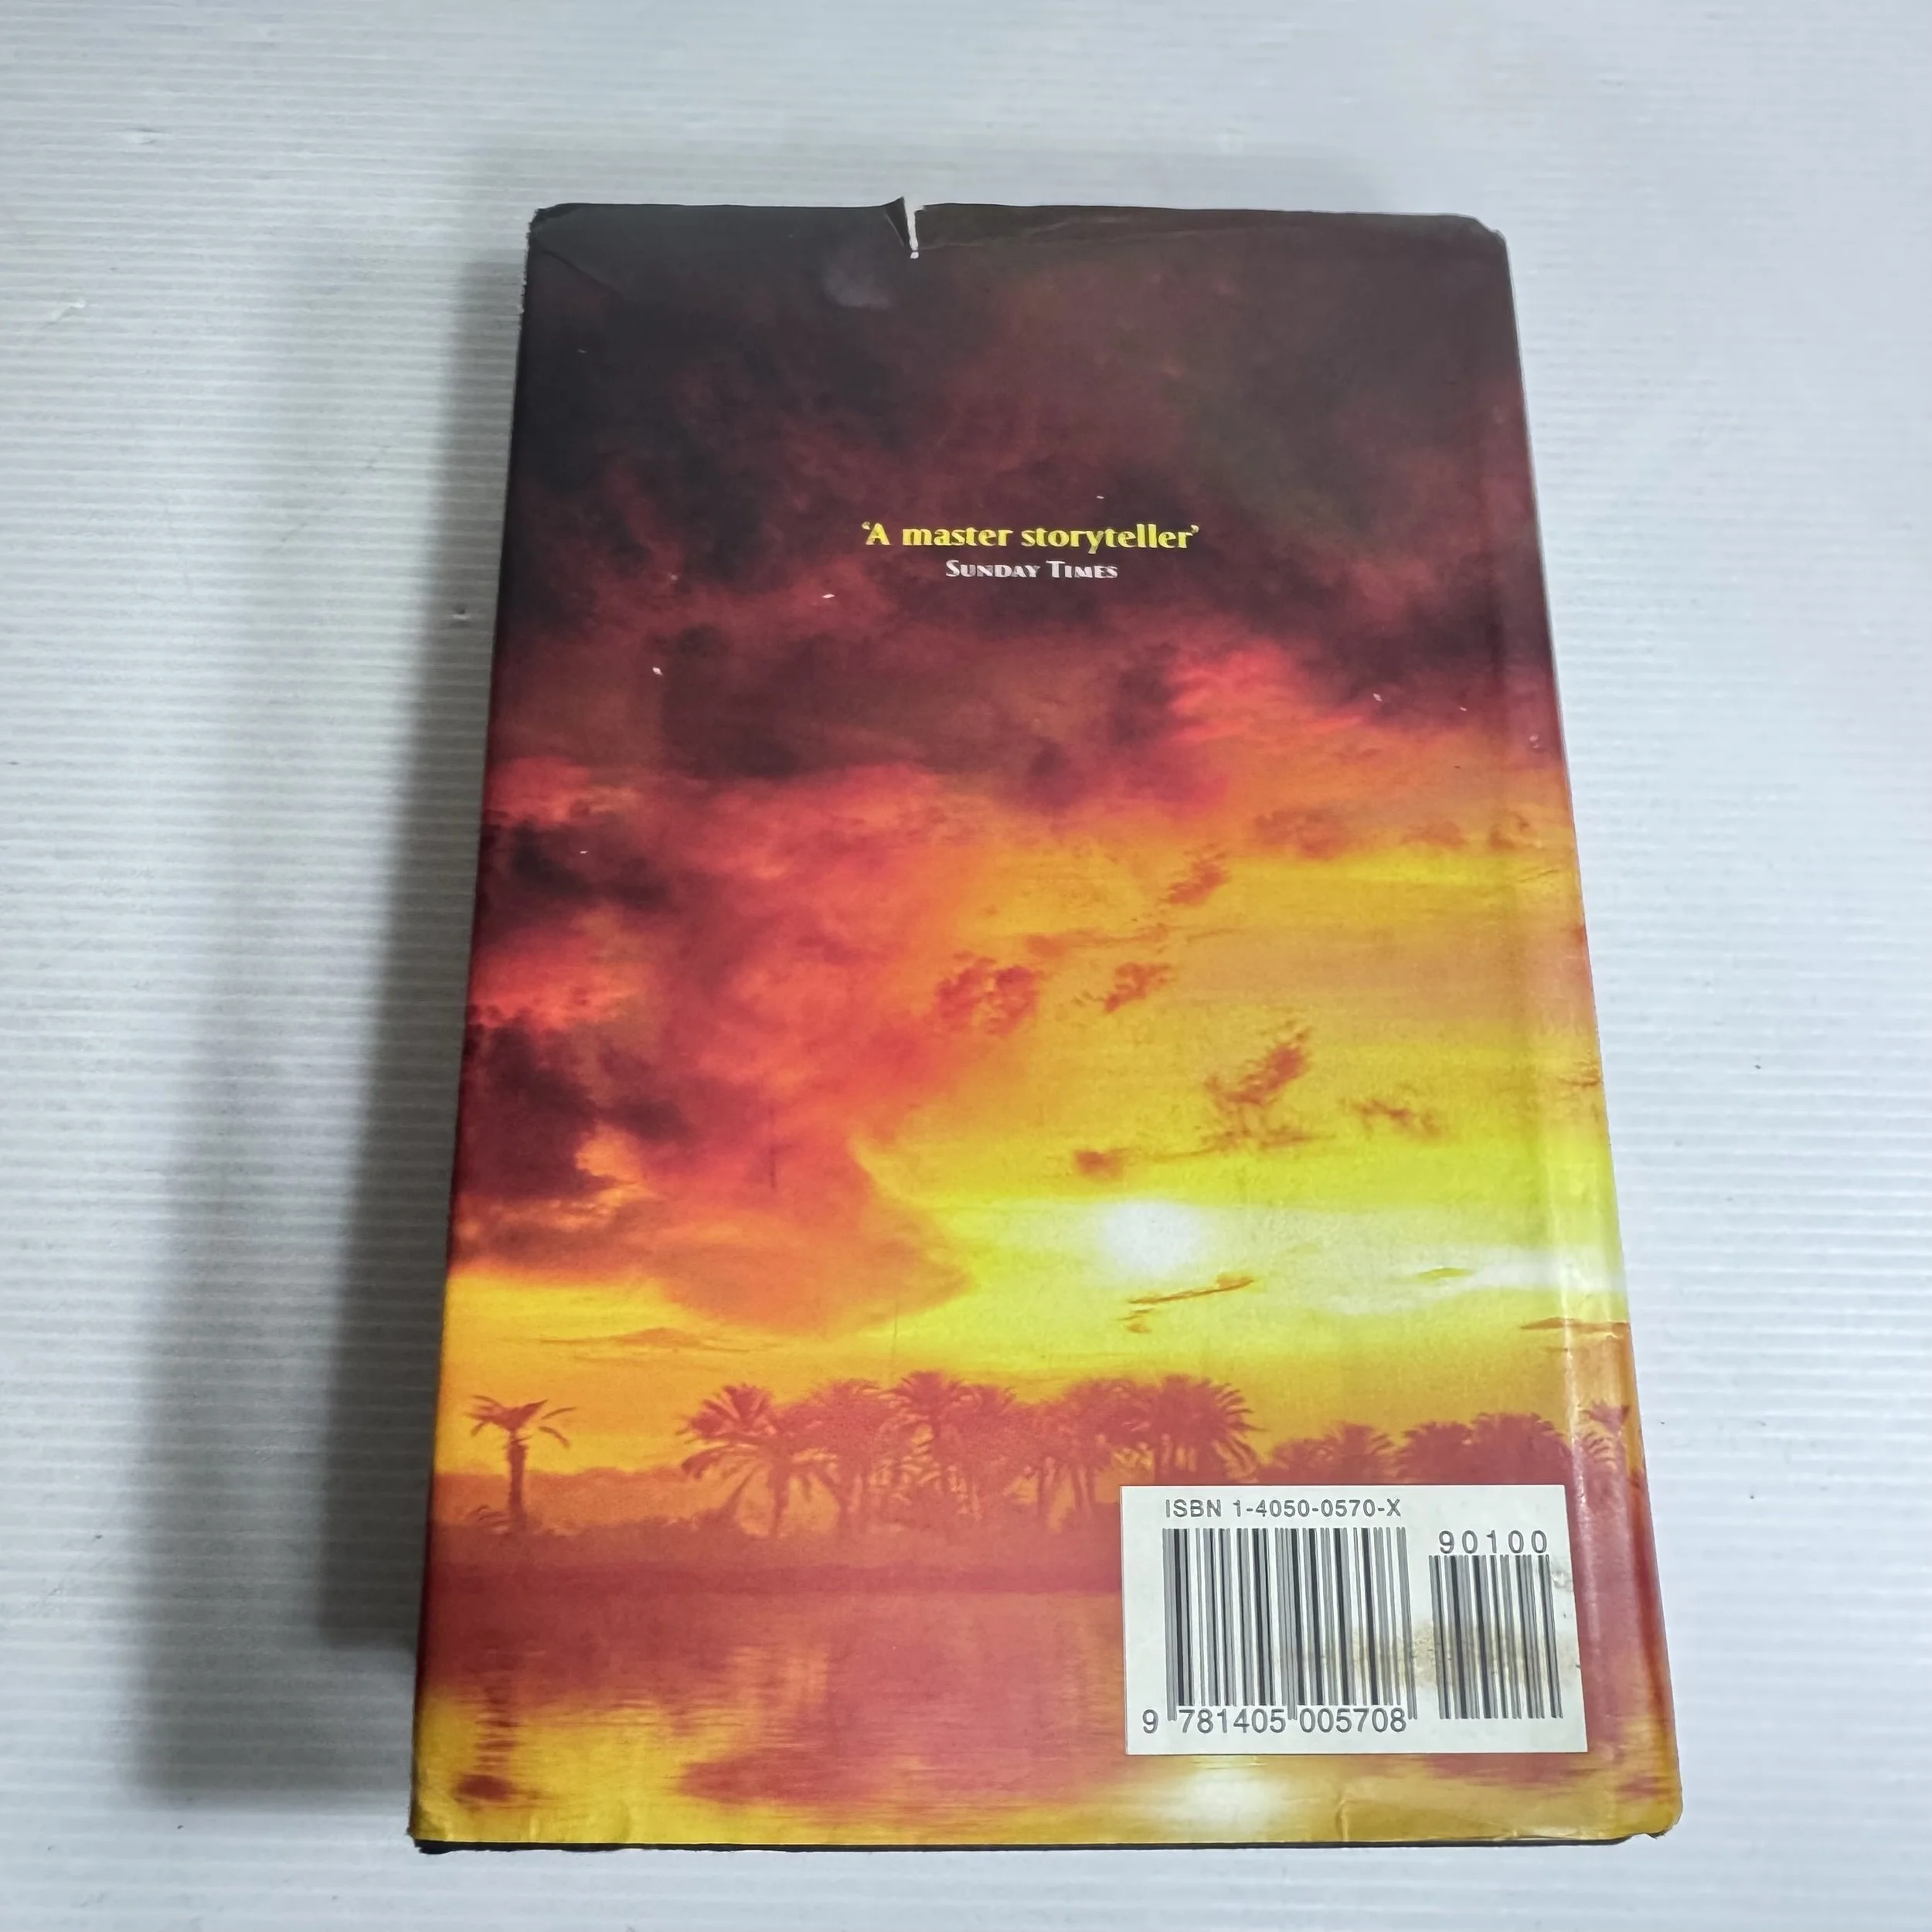 ‘A master storyteller’
SUNDAY TIMES
ISBN 1-4050-0570-X
90100
9 781405 005708